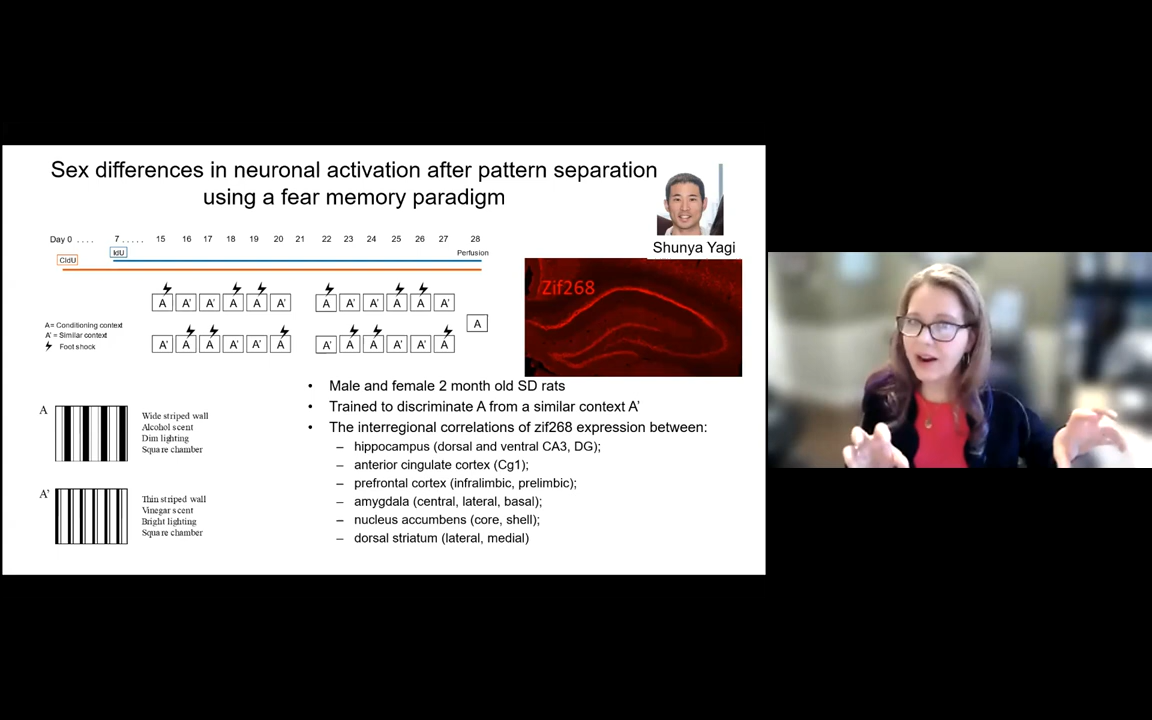 Sex differences in neuronal activation after pattern separation
using a fear memory paradigm
Shunya Yagi
Day 0 . . . . 7 . . . . . 15 16 17 18 19 20 21 22 23 24 25 26 27 28
CldU IdU Perfusion
Zif268
A A' A' A A A' A A' A' A A A'
A
A= Conditioning context
A' = Similar context
Foot shock
A' A A A' A' A A' A A A' A' A
• Male and female 2 month old SD rats
• Trained to discriminate A from a similar context A'
• The interregional correlations of zif268 expression between:
– hippocampus (dorsal and ventral CA3, DG);
– anterior cingulate cortex (Cg1);
– prefrontal cortex (infralimbic, prelimbic);
– amygdala (central, lateral, basal);
– nucleus accumbens (core, shell);
– dorsal striatum (lateral, medial)
A
Wide striped wall
Alcohol scent
Dim lighting
Square chamber
A'
Thin striped wall
Vinegar scent
Bright lighting
Square chamber